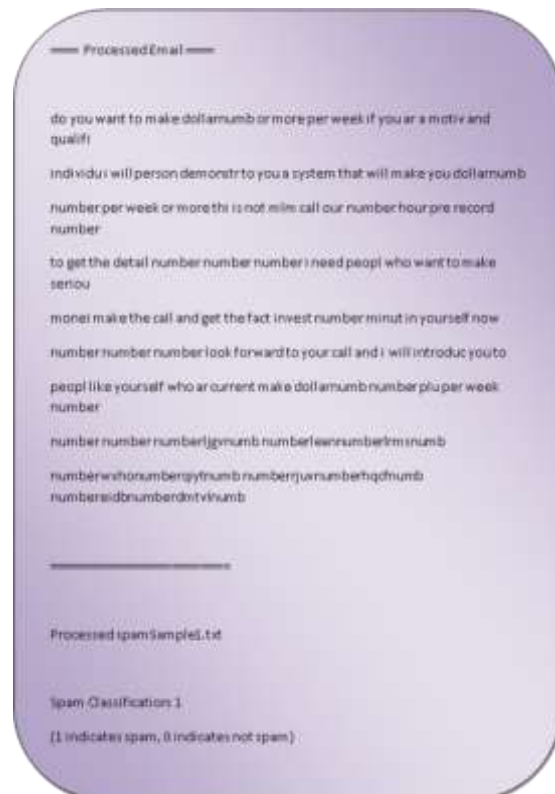 ==== Processed Email ====
do you want to make dollarnumb or more per week if you ar a motiv and
qualifi
individu i will person demonstr to you a system that will make you dollarnumb
number per week or more thi is not mlm call our number hour pre record
number
to get the detail number number number i need peopl who want to make
seriou
monei make the call and get the fact invest number minut in yourself now
number number number look forward to your call and i will introduc you to
peopl like yourself who ar current make dollarnumb number plu per week
number
number number numberljgvnumb numberleannumberlrmsnumb
numberwxhonumberqiytnumb numberrjuvnumberhqcfnumb
numbereidbnumberdmtvlnumb
=========================
Processed spamSample1.txt
Spam Classification: 1
(1 indicates spam, 0 indicates not spam)